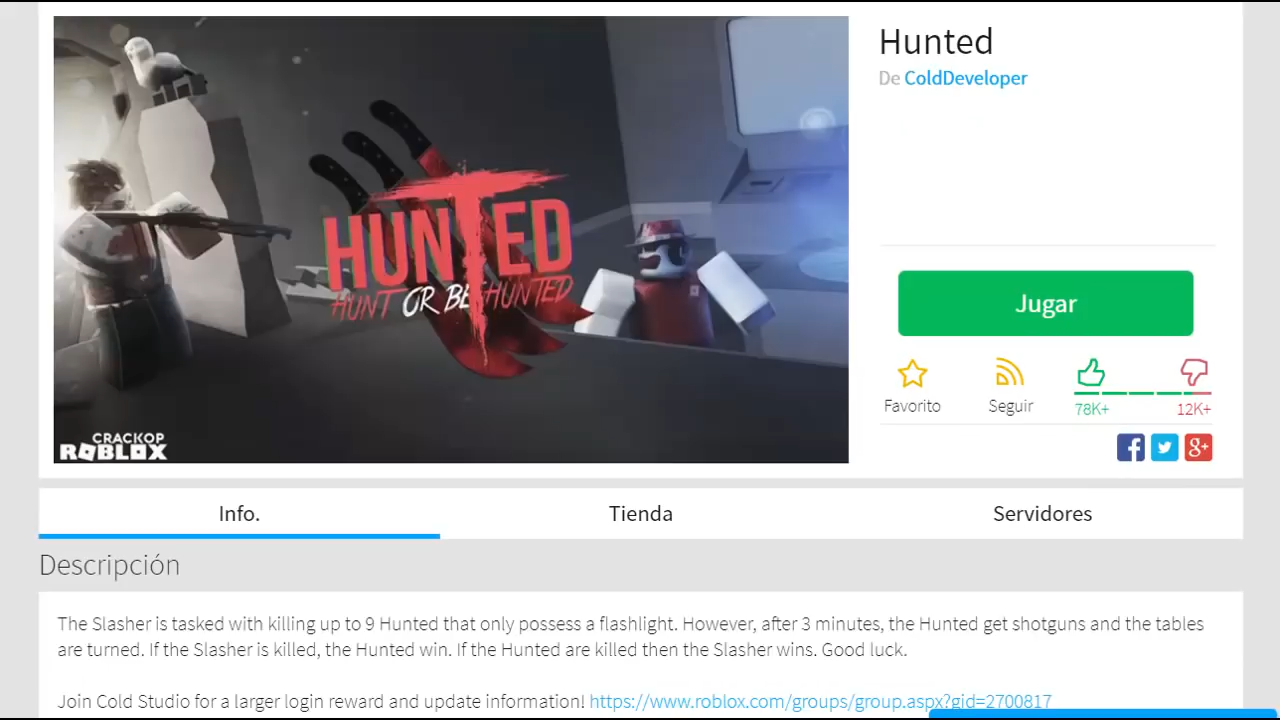 Hunted
De ColdDeveloper
HUNTED
HUNT OR BE HUNTED
CRACKOP
ROBLOX
Jugar
Favorito
Seguir
78K+
12K+
g+
Info.
Tienda
Servidores
Descripción
The Slasher is tasked with killing up to 9 Hunted that only possess a flashlight. However, after 3 minutes, the Hunted get shotguns and the tables
are turned. If the Slasher is killed, the Hunted win. If the Hunted are killed then the Slasher wins. Good luck.
Join Cold Studio for a larger login reward and update information! https://www.roblox.com/groups/group.aspx?gid=2700817